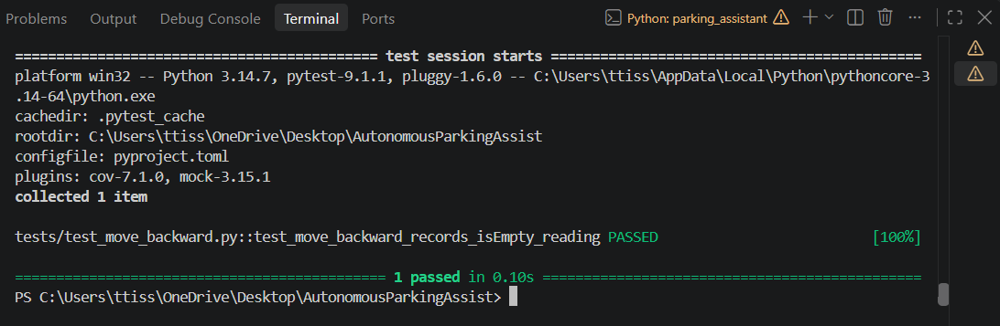 Problems Output Debug Console Terminal Ports Python: parking_assistant
========================================== test session starts ===========================================
platform win32 -- Python 3.14.7, pytest-9.1.1, pluggy-1.6.0 -- C:\Users\ttiss\AppData\Local\Python\pythoncore-3
.14-64\python.exe
cachedir: .pytest_cache
rootdir: C:\Users\ttiss\OneDrive\Desktop\AutonomousParkingAssist
configfile: pyproject.toml
plugins: cov-7.1.0, mock-3.15.1
collected 1 item
tests/test_move_backward.py::test_move_backward_records_isEmpty_reading PASSED [100%]
=========================================== 1 passed in 0.10s ============================================
PS C:\Users\ttiss\OneDrive\Desktop\AutonomousParkingAssist>